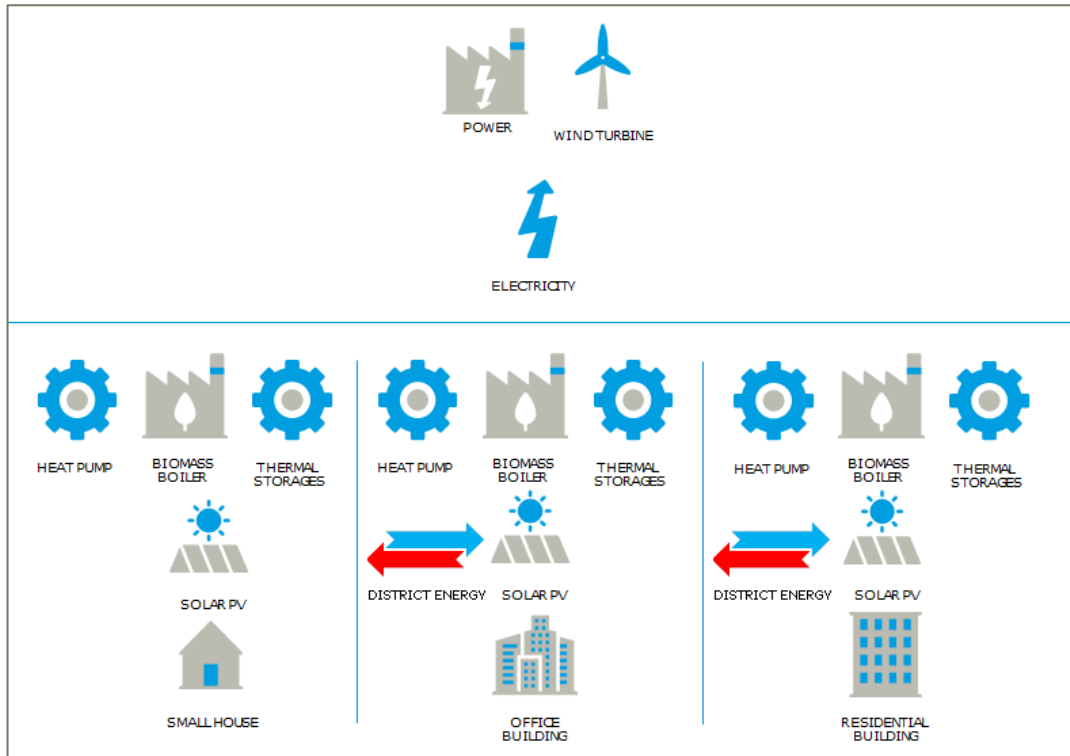 POWER
WIND TURBINE
ELECTRICITY
HEAT PUMP
BIOMASS
BOILER
THERMAL
STORAGES
HEAT PUMP
BIOMASS
BOILER
THERMAL
STORAGES
HEAT PUMP
BIOMASS
BOILER
THERMAL
STORAGES
SOLAR PV
DISTRICT ENERGY
SOLAR PV
DISTRICT ENERGY
SOLAR PV
SMALL HOUSE
OFFICE
BUILDING
RESIDENTIAL
BUILDING